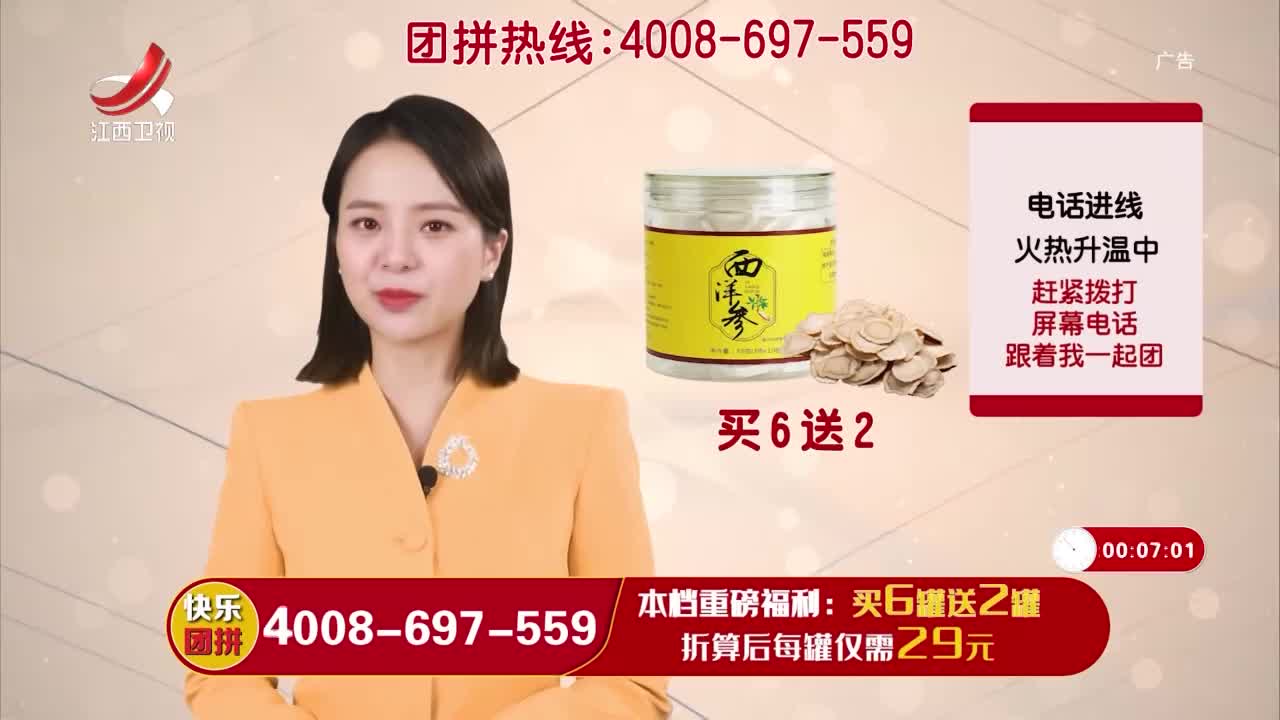 团拼热线:4008-697-559
广告
江西卫视
电话进线
火热升温中
赶紧拨打
屏幕电话
跟着我一起团
西洋参
买6送2
00:07:01
快乐
团拼
4008-697-559
本档重磅福利：买6罐送2罐
折算后每罐仅需29元